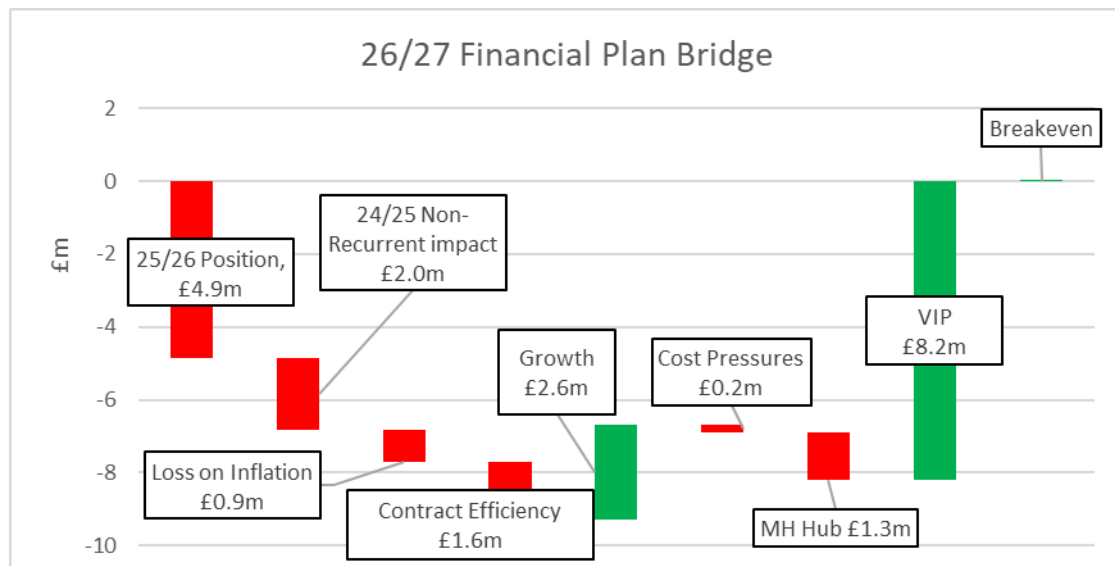 26/27 Financial Plan Bridge
£m
2
0
-2
-4
-6
-8
-10
25/26 Position,
£4.9m
24/25 Non-
Recurrent impact
£2.0m
Loss on Inflation
£0.9m
Contract Efficiency
£1.6m
Growth
£2.6m
Cost Pressures
£0.2m
MH Hub £1.3m
VIP
£8.2m
Breakeven